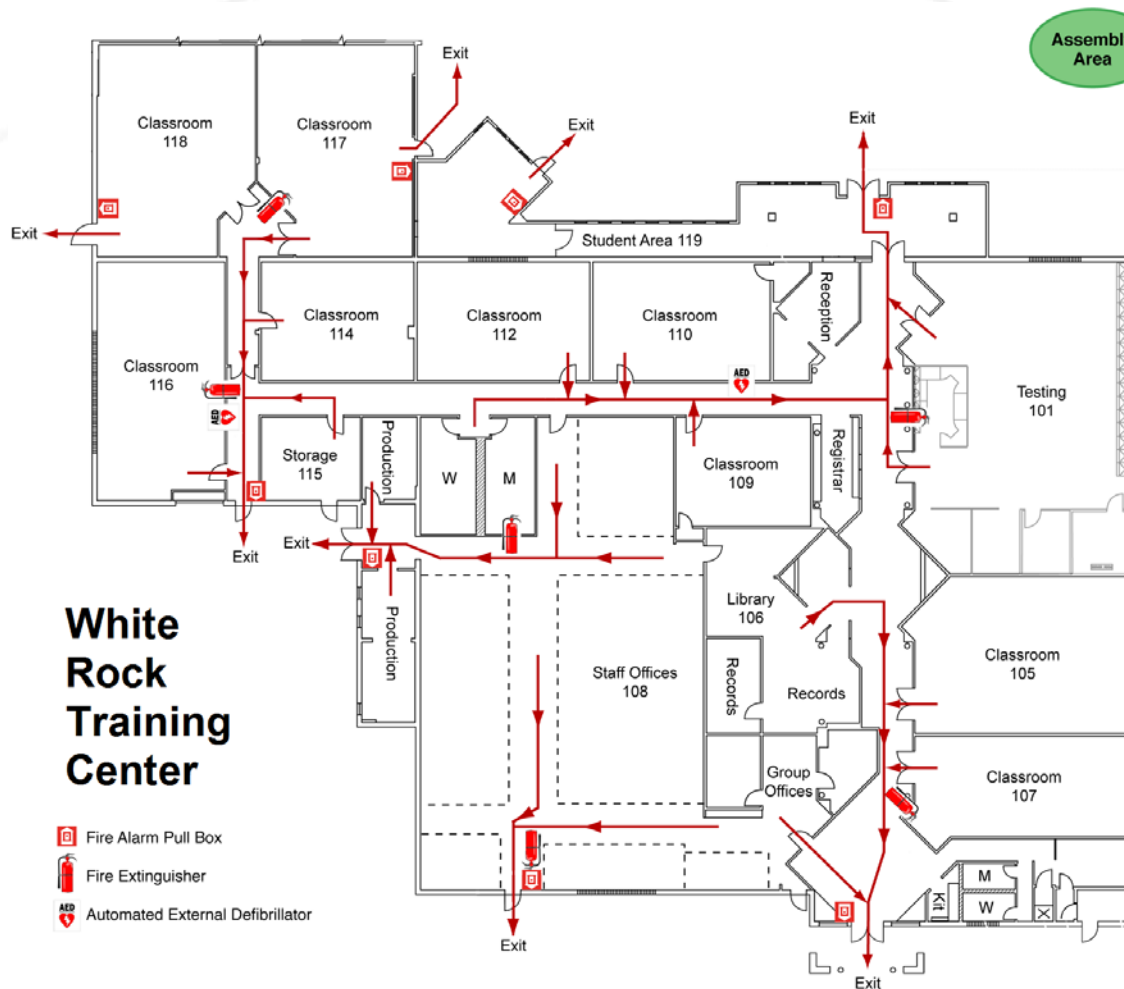 Exit
Assembl
Area
Classroom
118
Classroom
117
Exit
Exit
Exit
Student Area 119
Classroom
116
Classroom
114
Classroom
112
Classroom
110
Reception
AED
Testing
101
AED
Storage
115
Production
W
M
Classroom
109
Registrar
Exit
Exit
Production
Library
106
Records
Records
Staff Offices
108
Classroom
105
Group
Offices
Classroom
107
White
Rock
Training
Center
Fire Alarm Pull Box
Fire Extinguisher
AED
Automated External Defibrillator
Kit
M
W
X
Exit
Exit